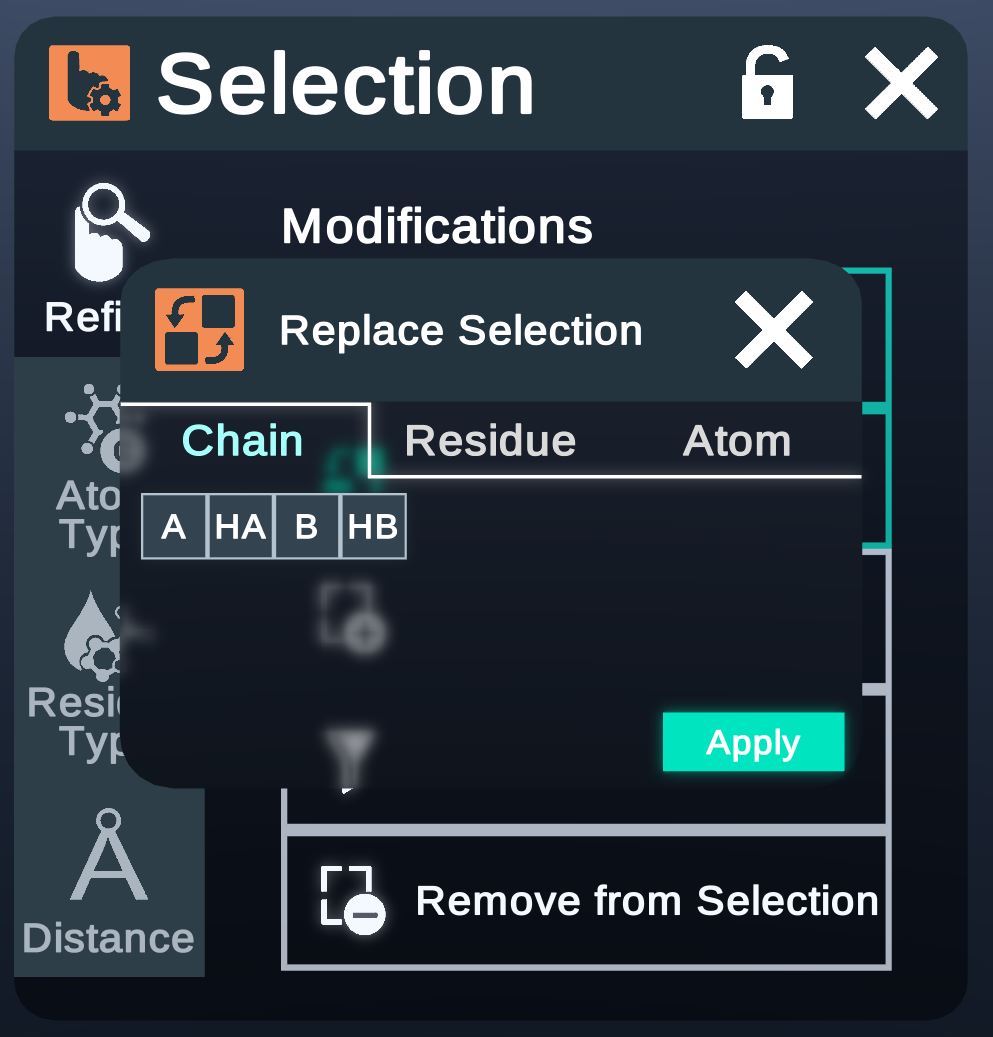 Selection
Modifications
Refi
Replace Selection
Chain Residue Atom
A HA B HB
Ato
Typ
Resi
Typ
Apply
Remove from Selection
Distance